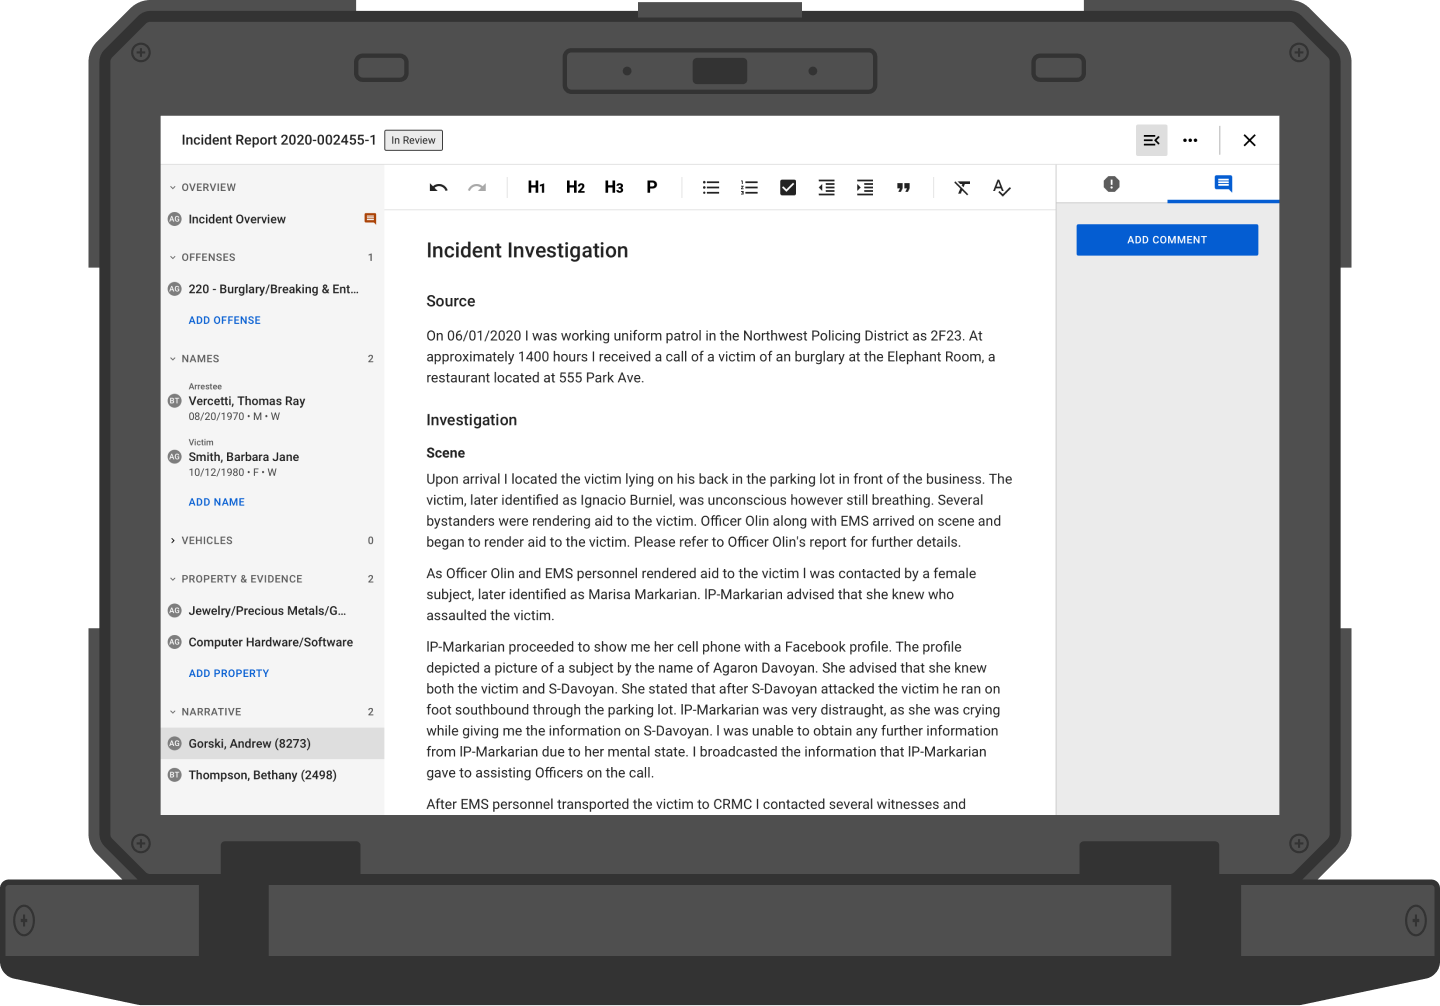 Incident Report 2020-002455-1 In Review
OVERVIEW
AG Incident Overview
OFFENSES 1
AG 220 - Burglary/Breaking & Ent...
ADD OFFENSE
NAMES 2
Arrestee
BT Vercetti, Thomas Ray
08/20/1970 • M • W
Victim
AG Smith, Barbara Jane
10/12/1980 • F • W
ADD NAME
VEHICLES 0
PROPERTY & EVIDENCE 2
AG Jewelry/Precious Metals/G...
AG Computer Hardware/Software
ADD PROPERTY
NARRATIVE 2
AG Gorski, Andrew (8273)
BT Thompson, Bethany (2498)
H1 H2 H3 P
Incident Investigation
Source
On 06/01/2020 I was working uniform patrol in the Northwest Policing District as 2F23. At
approximately 1400 hours I received a call of a victim of an burglary at the Elephant Room, a
restaurant located at 555 Park Ave.
Investigation
Scene
Upon arrival I located the victim lying on his back in the parking lot in front of the business. The
victim, later identified as Ignacio Burniel, was unconscious however still breathing. Several
bystanders were rendering aid to the victim. Officer Olin along with EMS arrived on scene and
began to render aid to the victim. Please refer to Officer Olin's report for further details.
As Officer Olin and EMS personnel rendered aid to the victim I was contacted by a female
subject, later identified as Marisa Markarian. IP-Markarian advised that she knew who
assaulted the victim.
IP-Markarian proceeded to show me her cell phone with a Facebook profile. The profile
depicted a picture of a subject by the name of Agaron Davoyan. She advised that she knew
both the victim and S-Davoyan. She stated that after S-Davoyan attacked the victim he ran on
foot southbound through the parking lot. IP-Markarian was very distraught, as she was crying
while giving me the information on S-Davoyan. I was unable to obtain any further information
from IP-Markarian due to her mental state. I broadcasted the information that IP-Markarian
gave to assisting Officers on the call.
After EMS personnel transported the victim to CRMC I contacted several witnesses and
ADD COMMENT